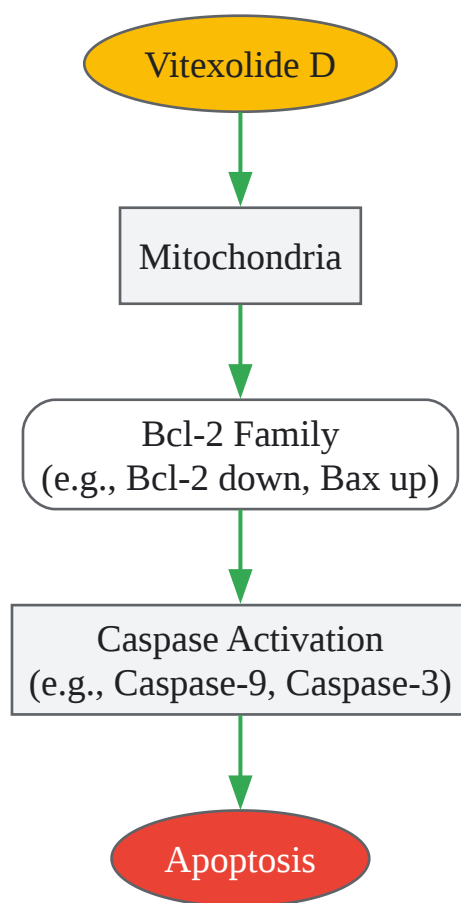 Vitexolide D
Mitochondria
Bcl-2 Family
(e.g., Bcl-2 down, Bax up)
Caspase Activation
(e.g., Caspase-9, Caspase-3)
Apoptosis